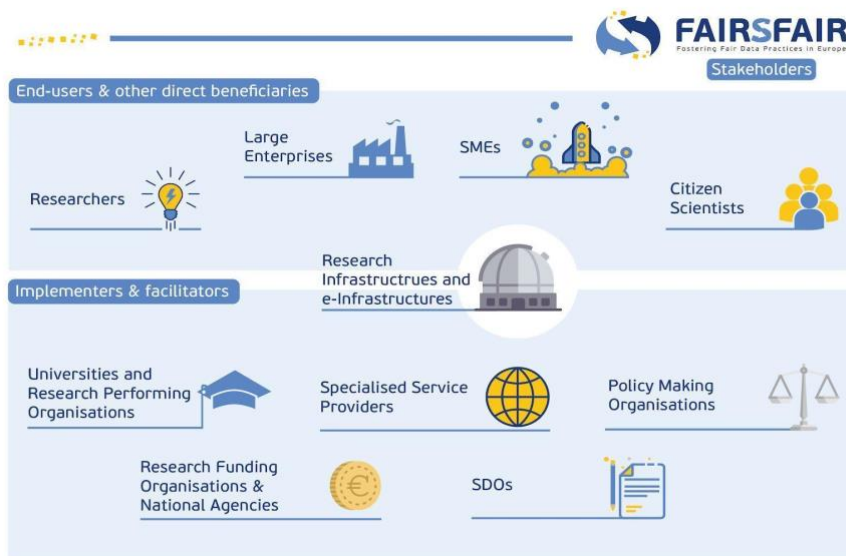 FAIRSFAIR
Fostering Fair Data Practices in Europe
Stakeholders
End-users & other direct beneficiaries
Large
Enterprises
SMEs
Researchers
Citizen
Scientists
Research
Infrastructrues and
e-Infrastructures
Implementers & facilitators
Universities and
Research Performing
Organisations
Specialised Service
Providers
Policy Making
Organisations
Research Funding
Organisations &
National Agencies
€
SDOs